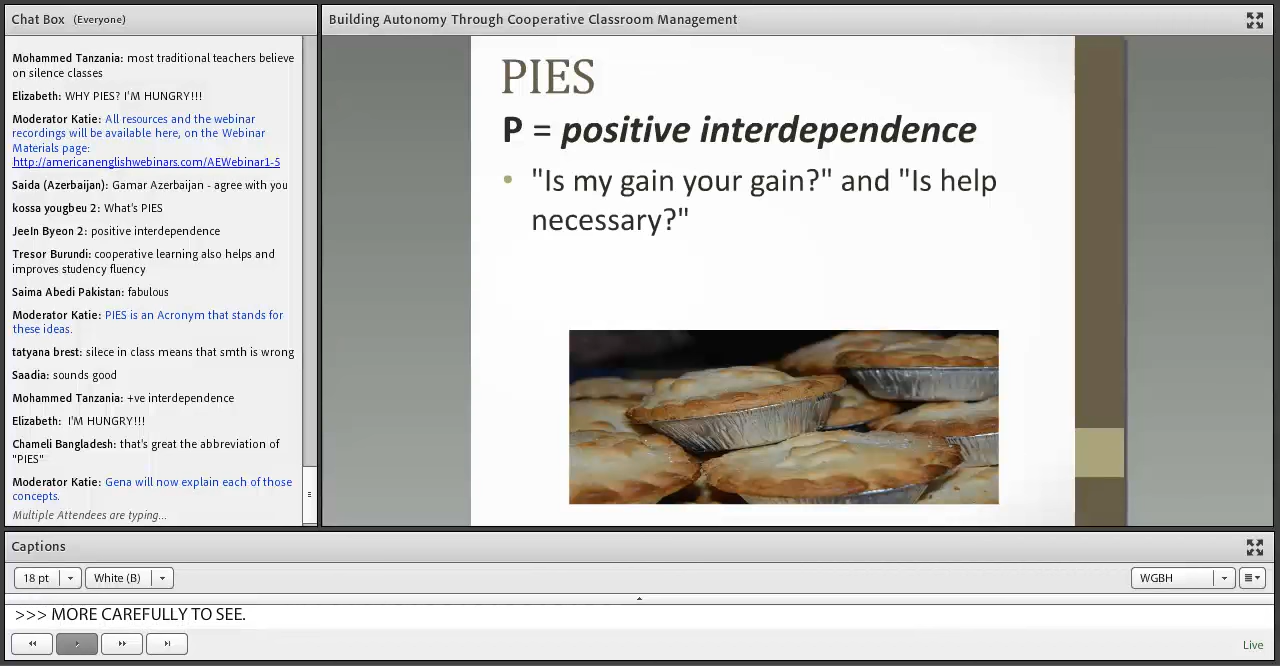 Chat Box (Everyone)
Mohammed Tanzania: most traditional teachers believe
on silence classes
Elizabeth: WHY PIES? I'M HUNGRY!!!
Moderator Katie: All resources and the webinar
recordings will be available here, on the Webinar
Materials page:
http://americanenglishwebinars.com/AEWebinar1-5
Saida (Azerbaijan): Gamar Azerbaijan - agree with you
kossa yougbeu 2: What's PIES
JeeIn Byeon 2: positive interdependence
Tresor Burundi: cooperative learning also helps and
improves studency fluency
Saima Abedi Pakistan: fabulous
Moderator Katie: PIES is an Acronym that stands for
these ideas.
tatyana brest: silece in class means that smth is wrong
Saadia: sounds good
Mohammed Tanzania: +ve interdependence
Elizabeth: I'M HUNGRY!!!
Chameli Bangladesh: that's great the abbreviation of
"PIES"
Moderator Katie: Gena will now explain each of those
concepts.
Multiple Attendees are typing...
Building Autonomy Through Cooperative Classroom Management
PIES
P = positive interdependence
• "Is my gain your gain?" and "Is help
necessary?"
Captions
18 pt
White (B)
WGBH
>>> MORE CAREFULLY TO SEE.
Live